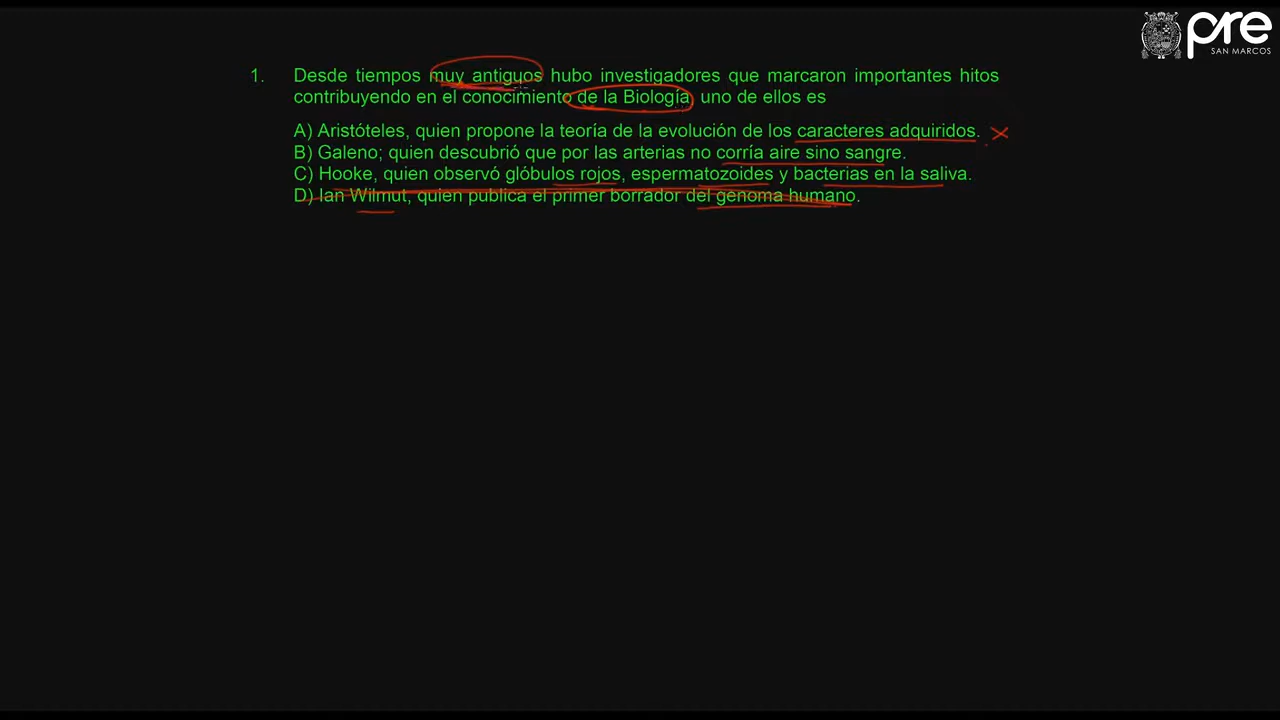 pre
SAN MARCOS
1. Desde tiempos muy antiguos hubo investigadores que marcaron importantes hitos
contribuyendo en el conocimiento de la Biología, uno de ellos es
A) Aristóteles, quien propone la teoría de la evolución de los caracteres adquiridos.
B) Galeno; quien descubrió que por las arterias no corría aire sino sangre.
C) Hooke, quien observó glóbulos rojos, espermatozoides y bacterias en la saliva.
D) Ian Wilmut, quien publica el primer borrador del genoma humano.